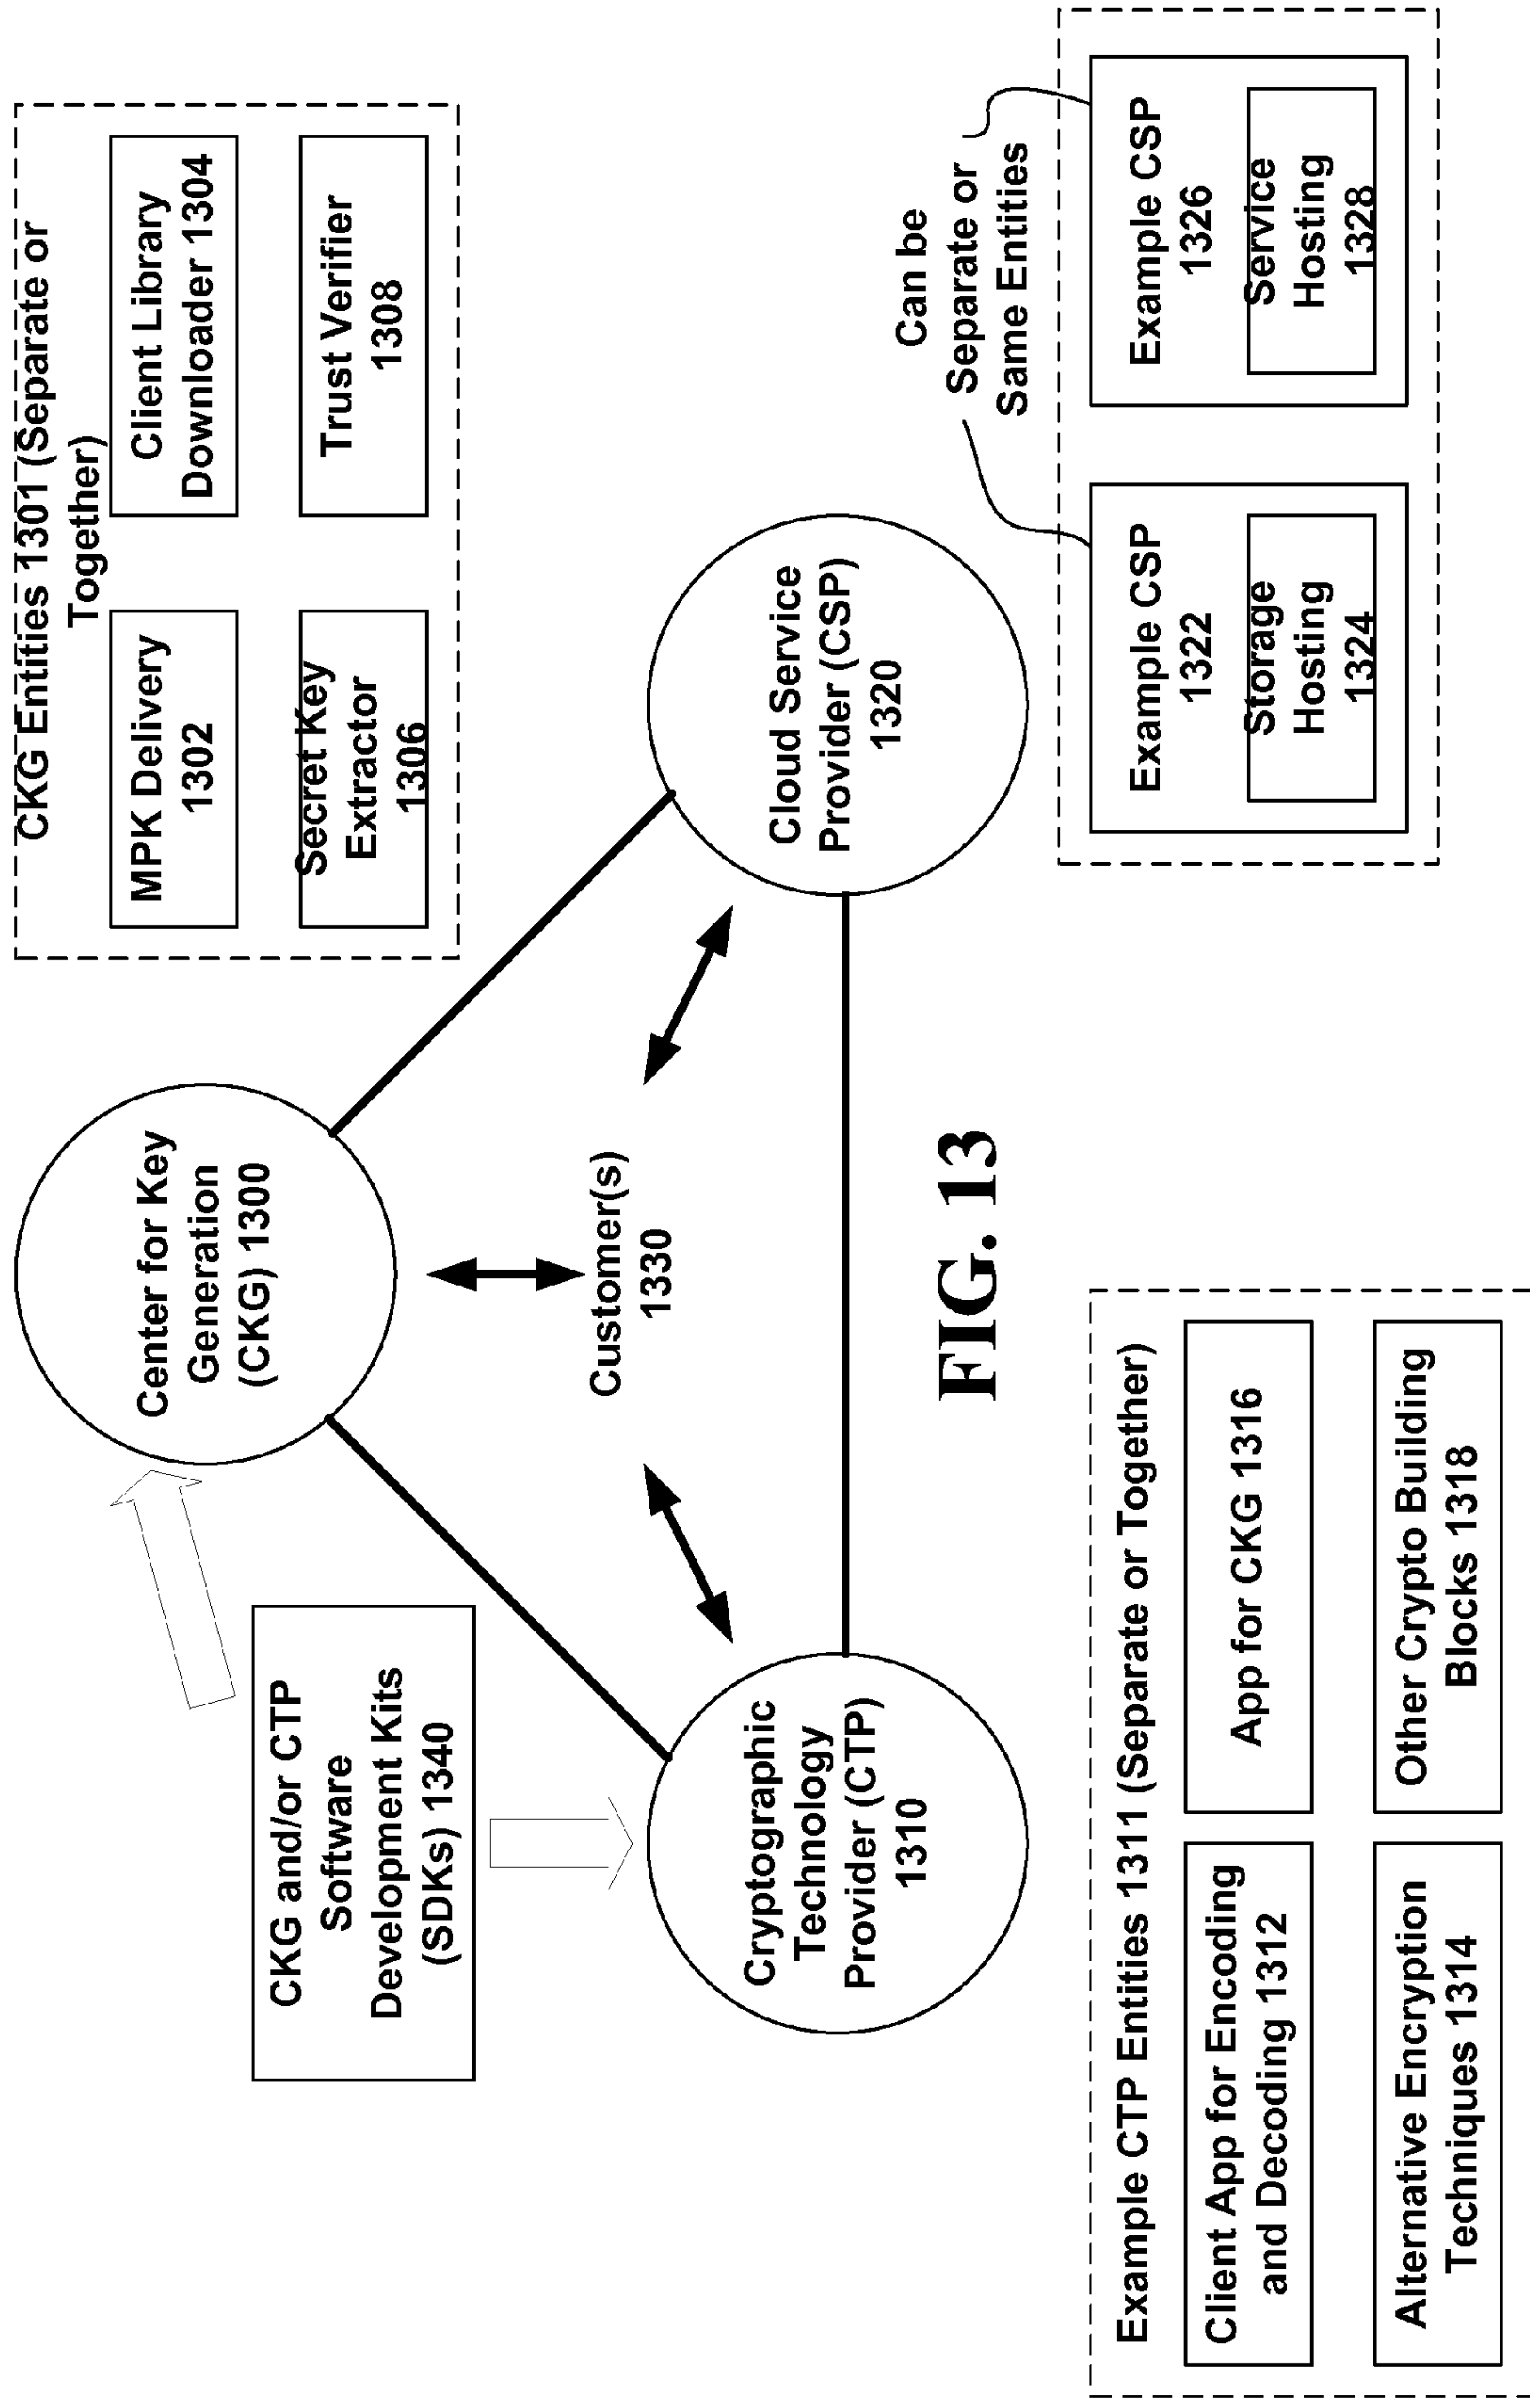 CKG Entities 1301 (Separate or
Together)
MPK Delivery
1302
Client Library
Downloader 1304
Secret Key
Extractor
1306
Trust Verifier
1308
Center for Key
Generation
(CKG) 1300
CKG and/or CTP
Software
Development Kits
(SDKs) 1340
Customer(s)
1330
Cryptographic
Technology
Provider (CTP)
1310
Cloud Service
Provider (CSP)
1320
Can be
Separate or
Same Entities
FIG. 13
Example CTP Entities 1311 (Separate or Together)
Client App for Encoding
and Decoding 1312
App for CKG 1316
Alternative Encryption
Techniques 1314
Other Crypto Building
Blocks 1318
Example CSP
1322
Storage
Hosting
1324
Example CSP
1326
Service
Hosting
1328